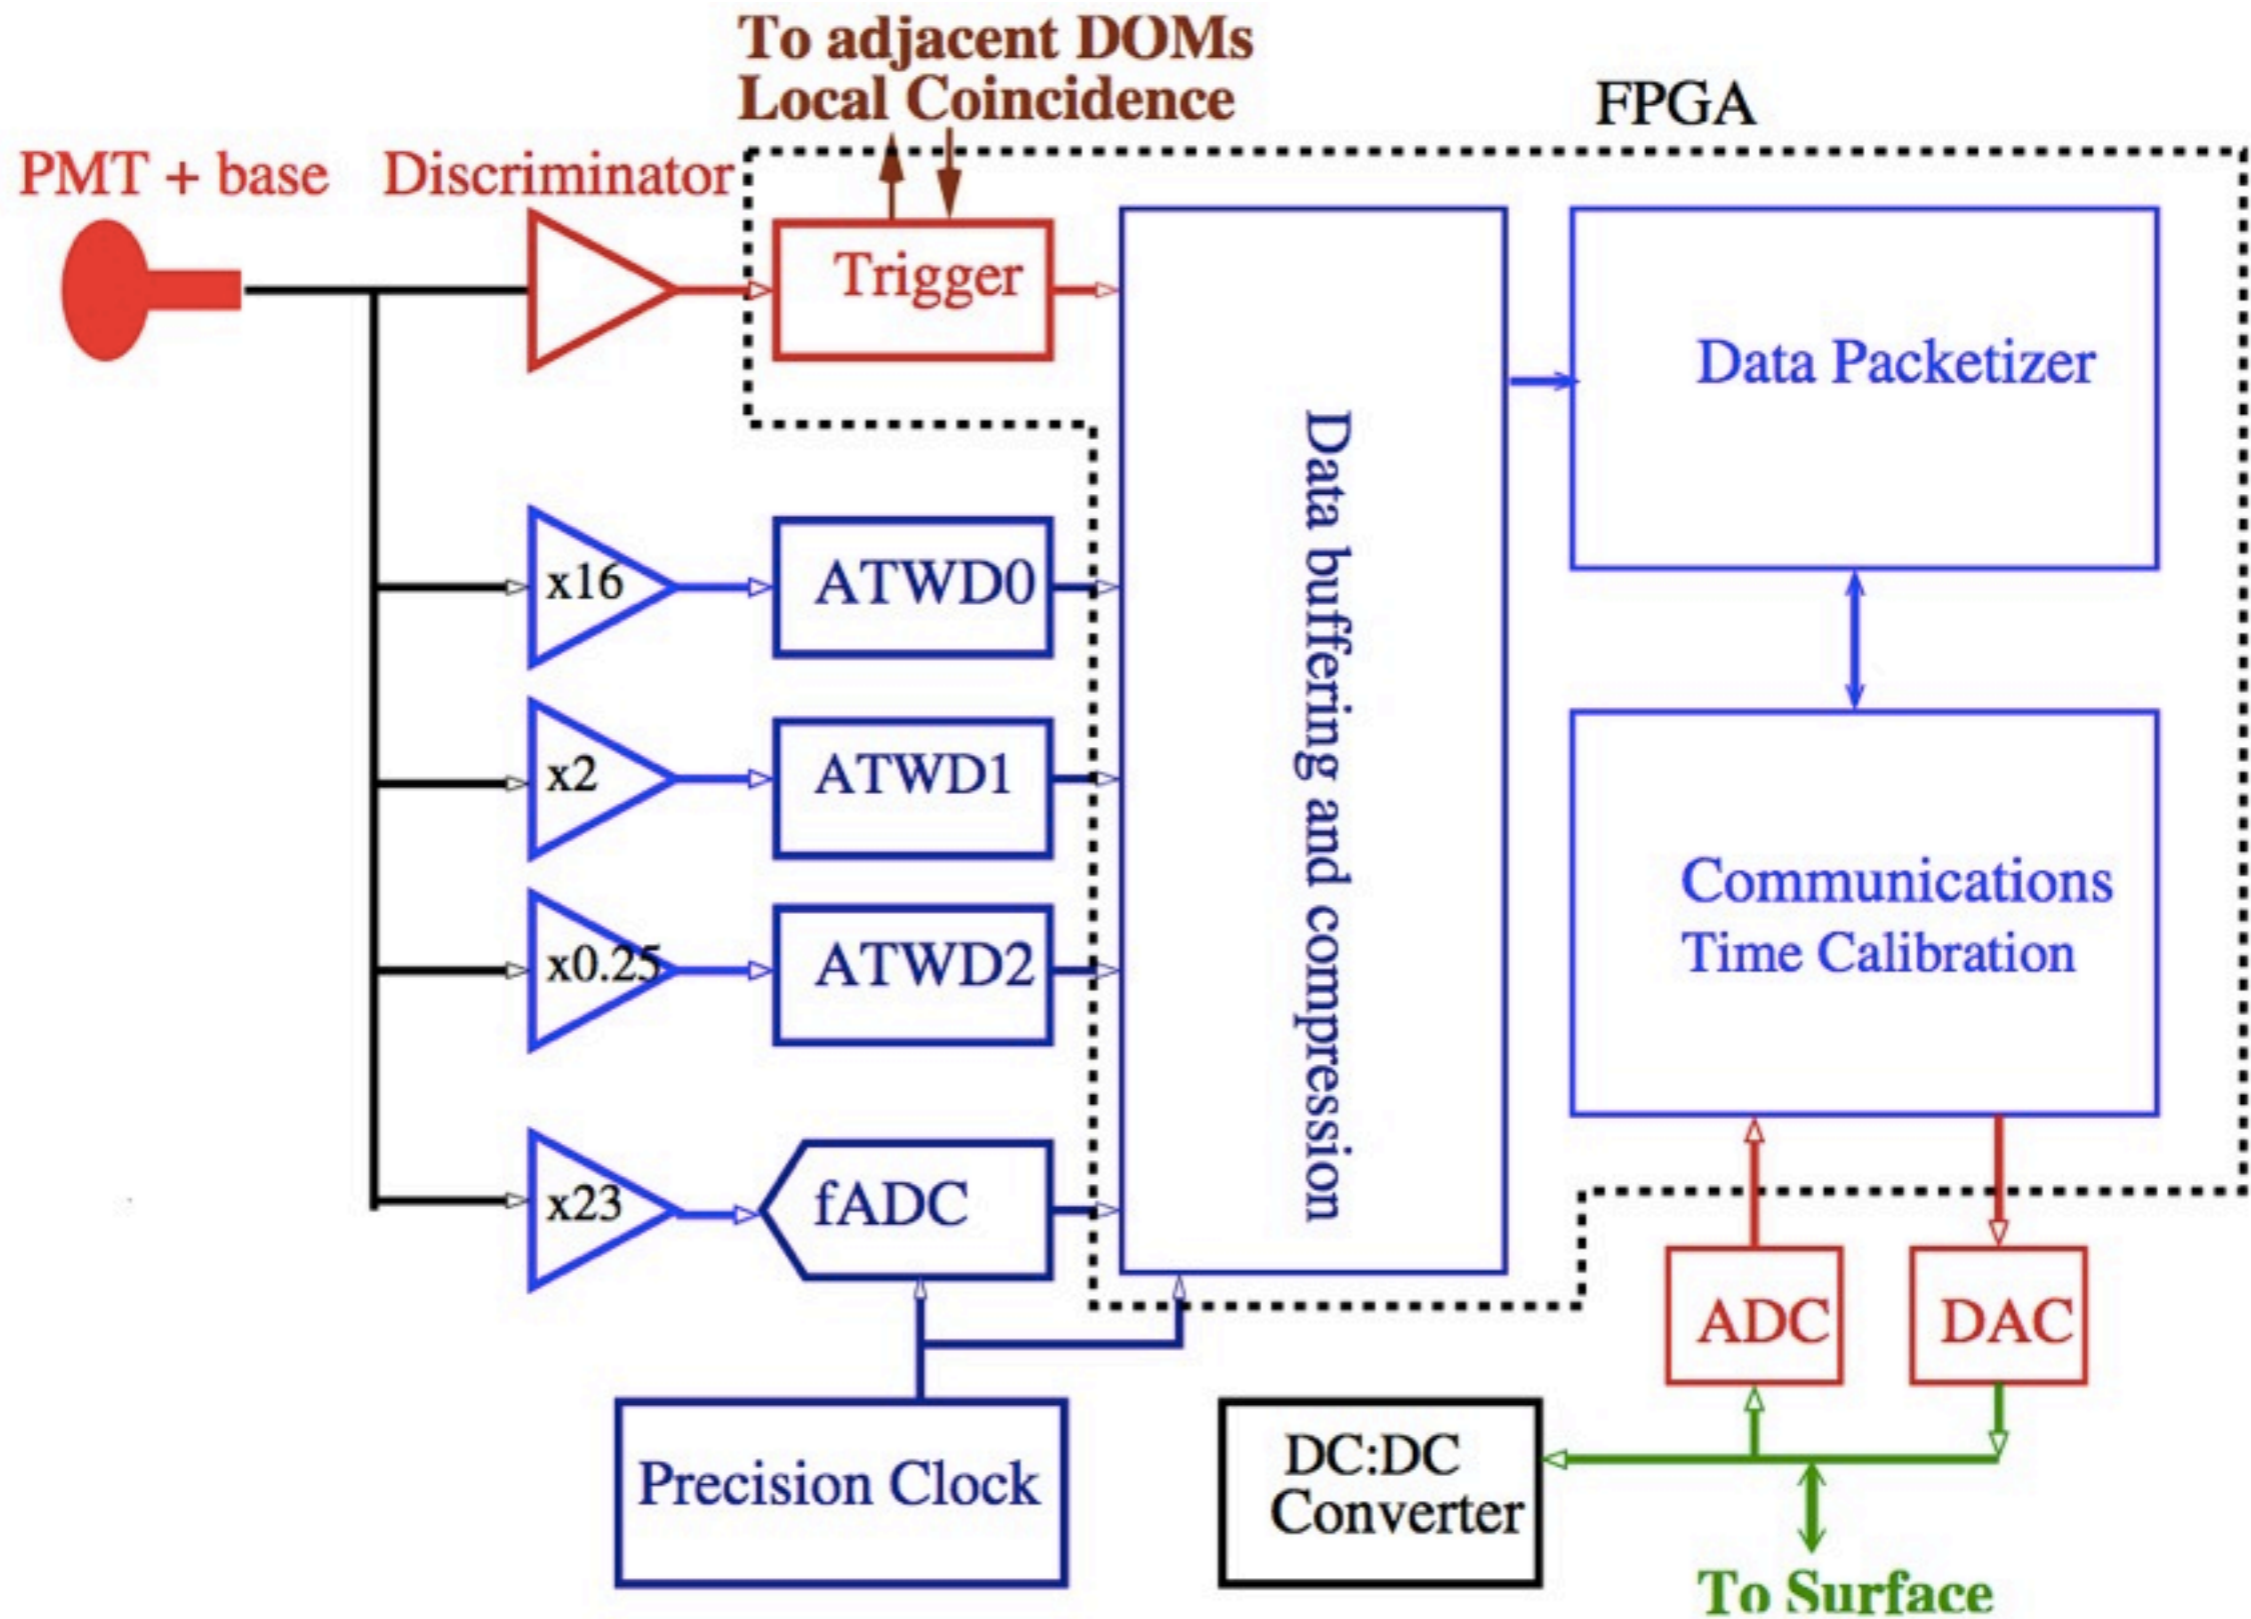 To adjacent DOMs
Local Coincidence
FPGA
PMT + base
Discriminator
Trigger
Data Packetizer
x16
ATWD0
Data buffering and compression
x2
ATWD1
Communications
Time Calibration
x0.25
ATWD2
x23
fADC
ADC
DAC
Precision Clock
DC:DC
Converter
To Surface